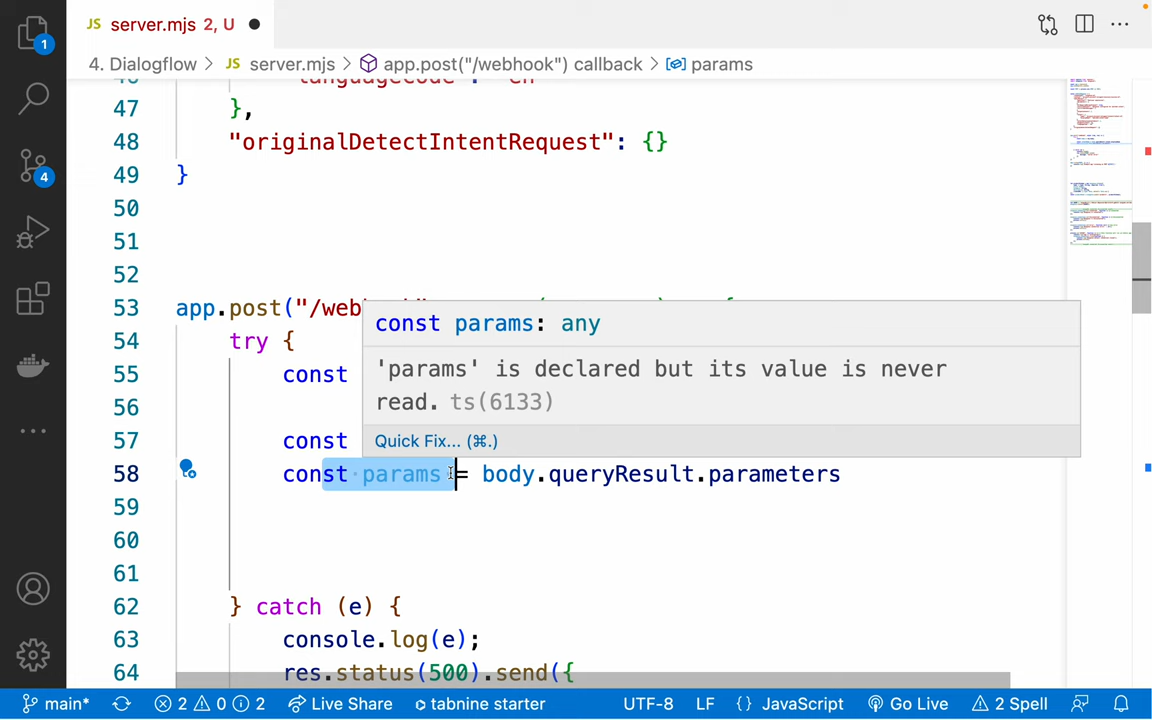 JS server.mjs 2, U
1
4. Dialogflow > JS server.mjs > app.post("/webhook") callback > params
47 },
48 "originalDetectIntentRequest": {}
49 }
50
51
52
53 app.post("/web
const params: any
54 try {
'params' is declared but its value is never
55 const
read. ts(6133)
56
57 const
Quick Fix... (⌘.)
58 const params = body.queryResult.parameters
59
60
61
62 } catch (e) {
63 console.log(e);
64 res.status(500).send({
4
main* 2 0 2 Live Share tabnine starter UTF-8 LF {} JavaScript Go Live 2 Spell